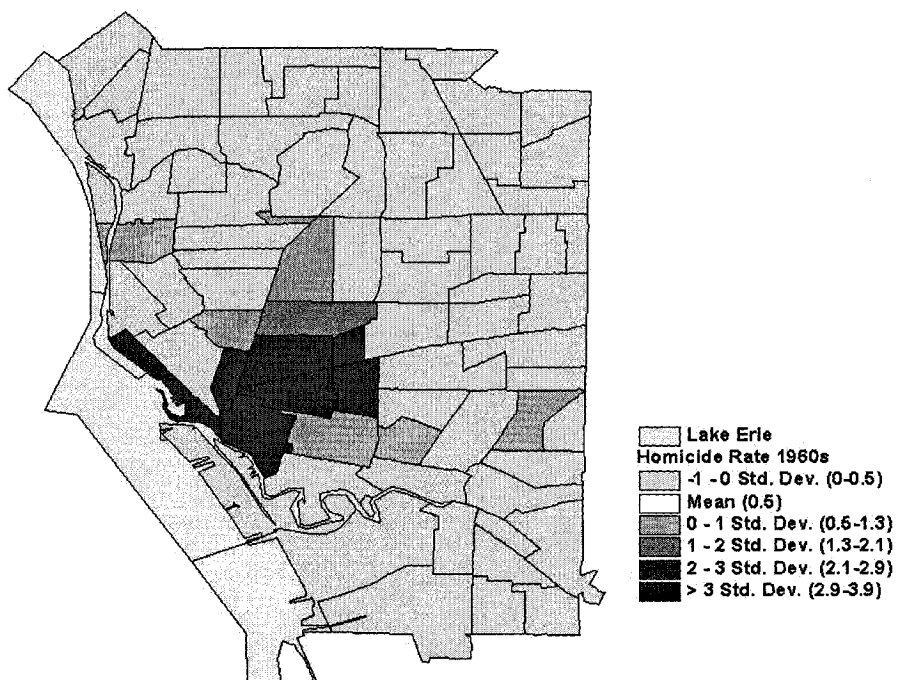 Lake Erie
Homicide Rate 1960s
-1 - 0 Std. Dev. (0-0.5)
Mean (0.5)
0 - 1 Std. Dev. (0.5-1.3)
1 - 2 Std. Dev. (1.3-2.1)
2 - 3 Std. Dev. (2.1-2.9)
> 3 Std. Dev. (2.9-3.9)